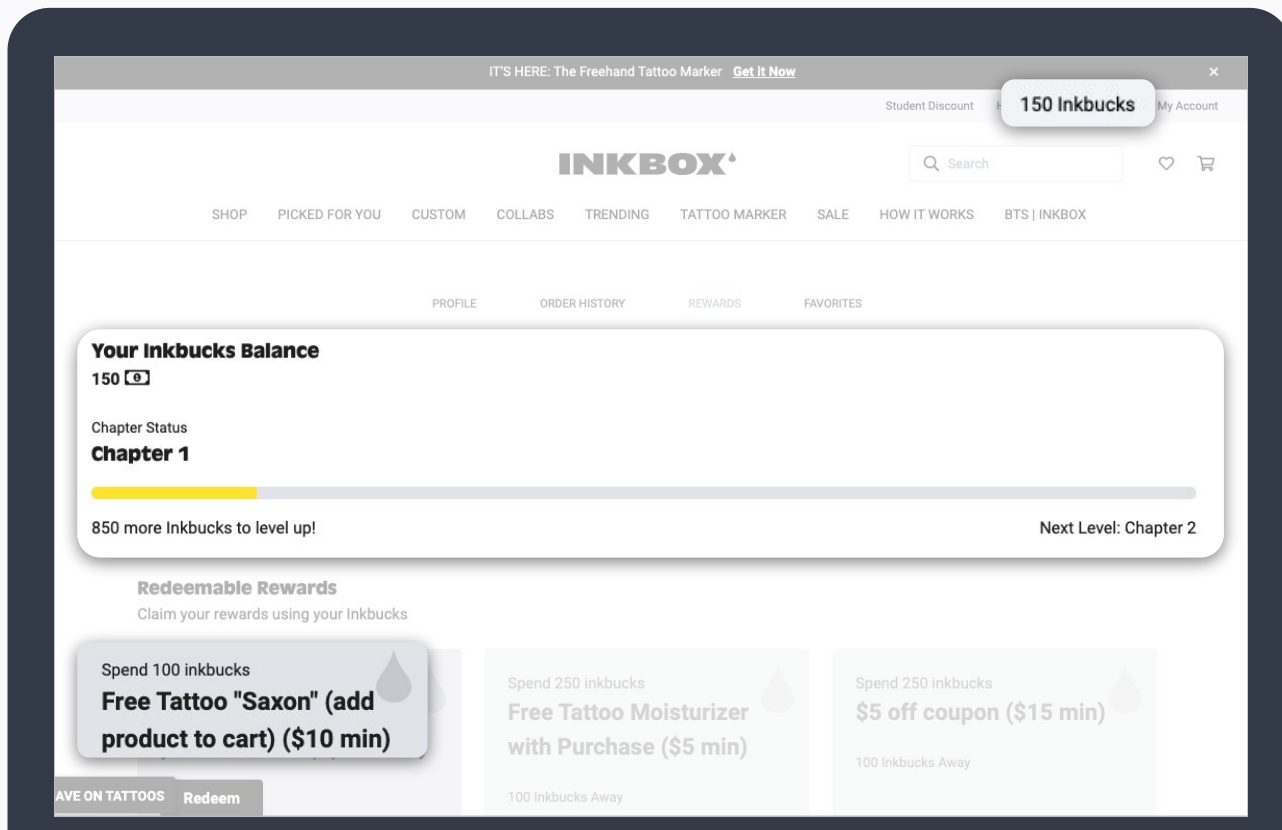 IT'S HERE: The Freehand Tattoo Marker Get it Now ×
Student Discount H 150 Inkbucks My Account
INKBOX
Search
SHOP PICKED FOR YOU CUSTOM COLLABS TRENDING TATTOO MARKER SALE HOW IT WORKS BTS | INKBOX
PROFILE ORDER HISTORY REWARDS FAVORITES
Your Inkbucks Balance
150
Chapter Status
Chapter 1
850 more Inkbucks to level up! Next Level: Chapter 2
Redeemable Rewards
Claim your rewards using your Inkbucks
Spend 100 inkbucks
Free Tattoo "Saxon" (add
product to cart) ($10 min)
Spend 250 inkbucks
Free Tattoo Moisturizer
with Purchase ($5 min)
100 Inkbucks Away
Spend 250 inkbucks
$5 off coupon ($15 min)
100 Inkbucks Away
AVE ON TATTOOS Redeem